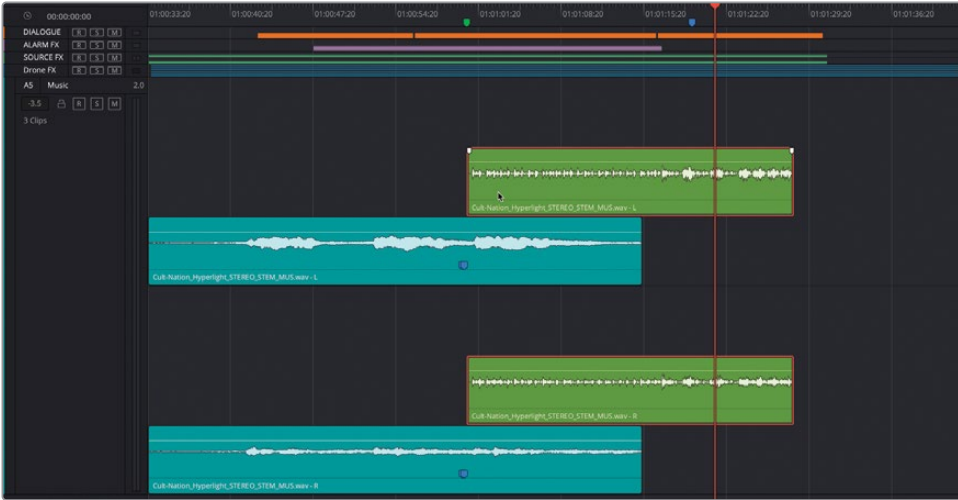 00:00:00:00
01:00:33:20 01:00:40:20 01:00:47:20 01:00:54:20 01:01:01:20 01:01:08:20 01:01:15:20 01:01:22:20 01:01:29:20 01:01:36:20
DIALOGUE R S M
ALARM FX R S M
SOURCE FX R S M
Drone FX R S M
A5 Music 2.0
-3.5 R S M
3 Clips
Cult-Nation_Hyperlight_STEREO_STEM_MUS.wav - L
Cult-Nation_Hyperlight_STEREO_STEM_MUS.wav - L
Cult-Nation_Hyperlight_STEREO_STEM_MUS.wav - R
Cult-Nation_Hyperlight_STEREO_STEM_MUS.wav - R